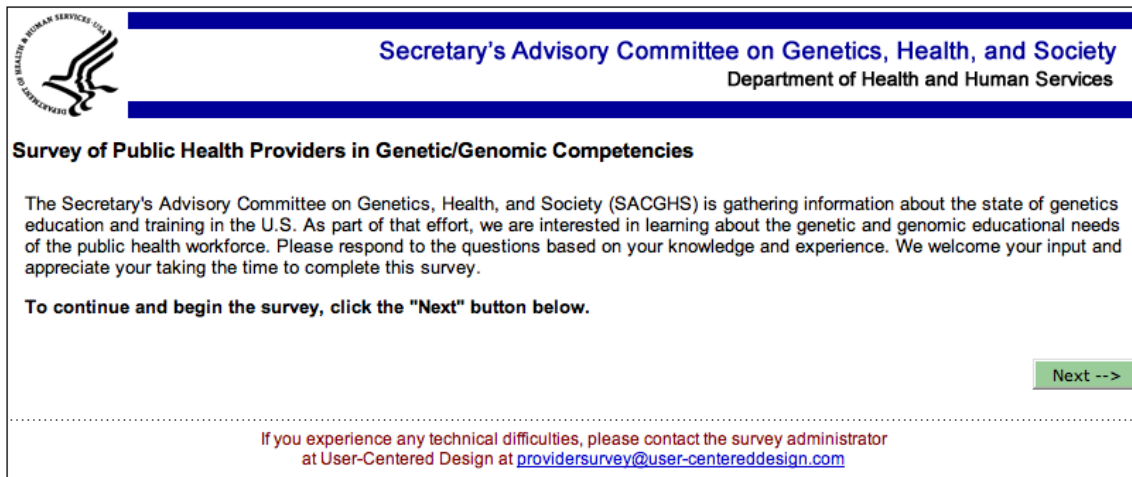 DEPARTMENT OF HEALTH & HUMAN SERVICES · USA
Secretary's Advisory Committee on Genetics, Health, and Society
Department of Health and Human Services
Survey of Public Health Providers in Genetic/Genomic Competencies
The Secretary's Advisory Committee on Genetics, Health, and Society (SACGHS) is gathering information about the state of genetics
education and training in the U.S. As part of that effort, we are interested in learning about the genetic and genomic educational needs
of the public health workforce. Please respond to the questions based on your knowledge and experience. We welcome your input and
appreciate your taking the time to complete this survey.
To continue and begin the survey, click the "Next" button below.
Next -->
If you experience any technical difficulties, please contact the survey administrator
at User-Centered Design at providersurvey@user-centereddesign.com